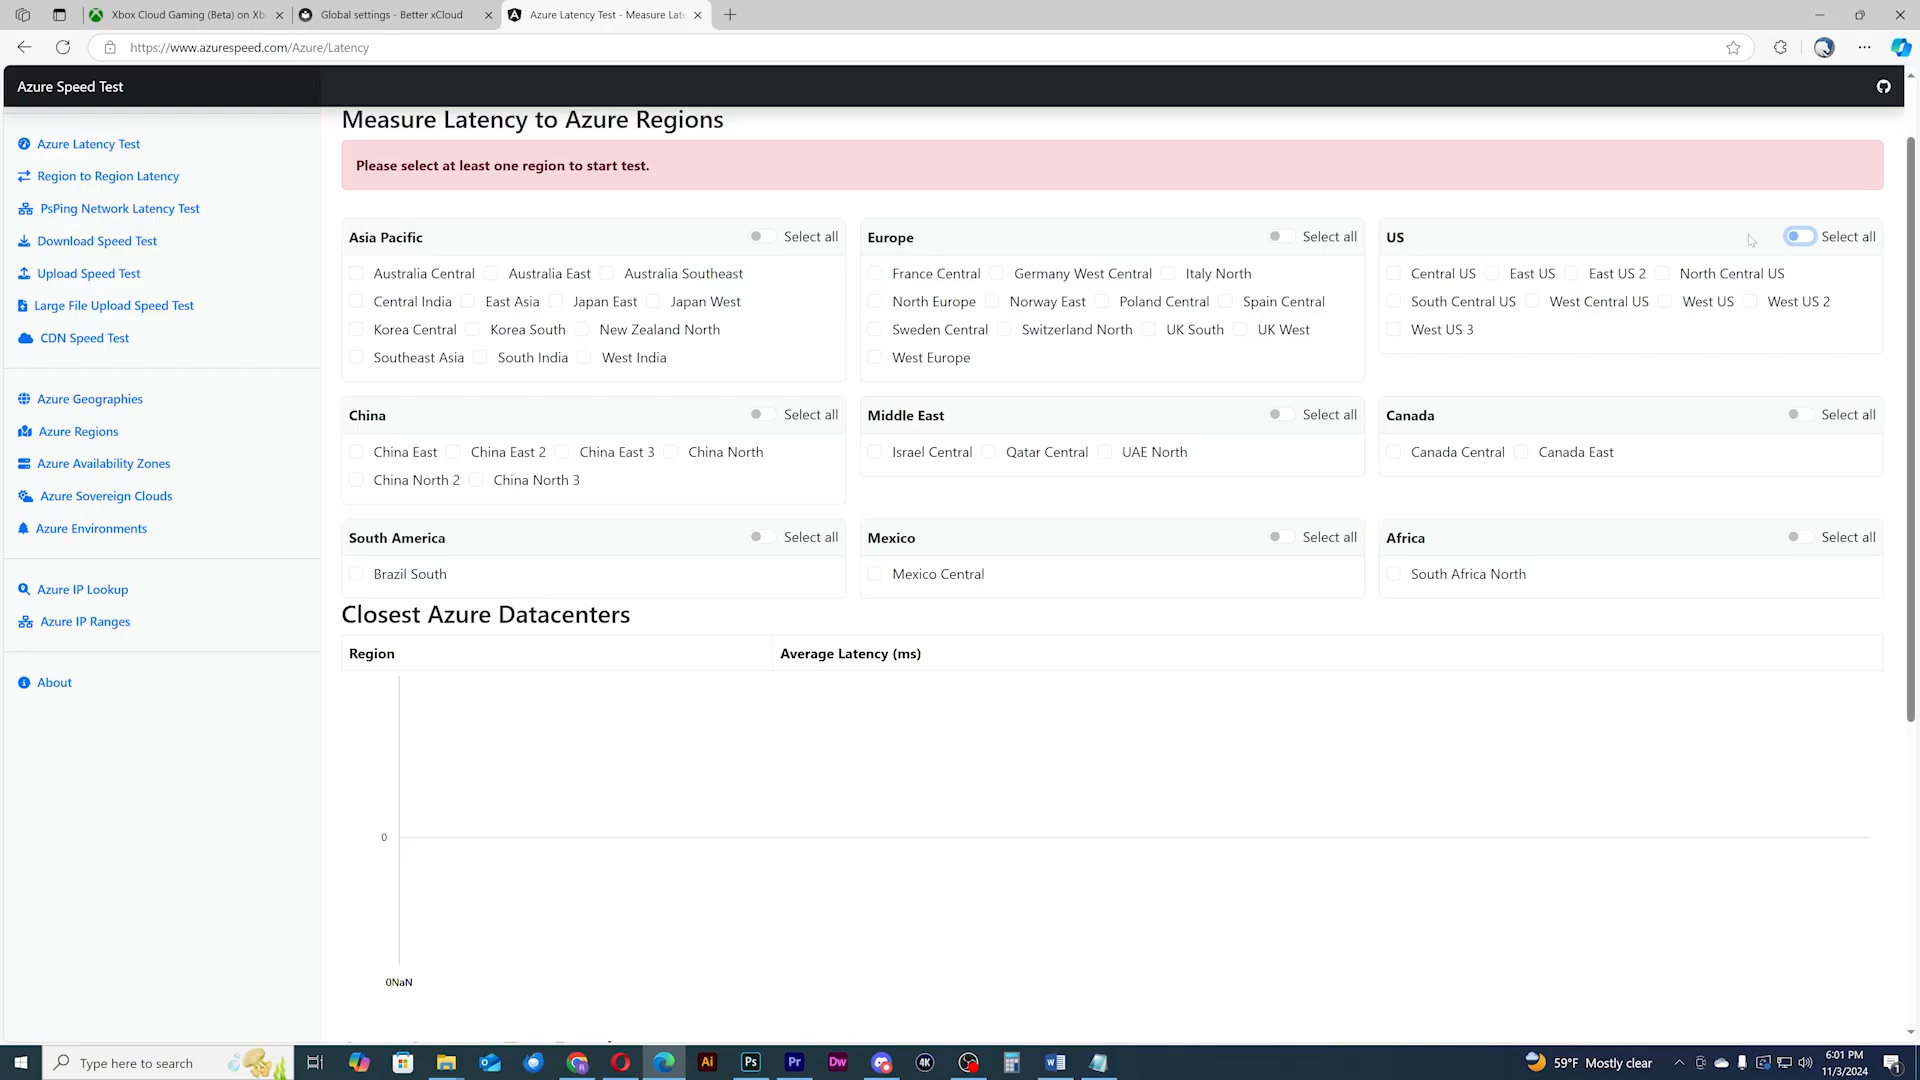 Xbox Cloud Gaming (Beta) on Xb
Global settings - Better xCloud
Azure Latency Test - Measure Late
https://www.azurespeed.com/Azure/Latency
Azure Speed Test
Azure Latency Test
Region to Region Latency
PsPing Network Latency Test
Download Speed Test
Upload Speed Test
Large File Upload Speed Test
CDN Speed Test
Azure Geographies
Azure Regions
Azure Availability Zones
Azure Sovereign Clouds
Azure Environments
Azure IP Lookup
Azure IP Ranges
About
Measure Latency to Azure Regions
Please select at least one region to start test.
Asia Pacific Select all
Australia Central Australia East Australia Southeast
Central India East Asia Japan East Japan West
Korea Central Korea South New Zealand North
Southeast Asia South India West India
Europe Select all
France Central Germany West Central Italy North
North Europe Norway East Poland Central Spain Central
Sweden Central Switzerland North UK South UK West
West Europe
US Select all
Central US East US East US 2 North Central US
South Central US West Central US West US West US 2
West US 3
China Select all
China East China East 2 China East 3 China North
China North 2 China North 3
Middle East Select all
Israel Central Qatar Central UAE North
Canada Select all
Canada Central Canada East
South America Select all
Brazil South
Mexico Select all
Mexico Central
Africa Select all
South Africa North
Closest Azure Datacenters
Region Average Latency (ms)
0
0NaN
Type here to search
Ai
Ps
Pr
Dw
4K
59°F Mostly clear
6:01 PM
11/3/2024
1